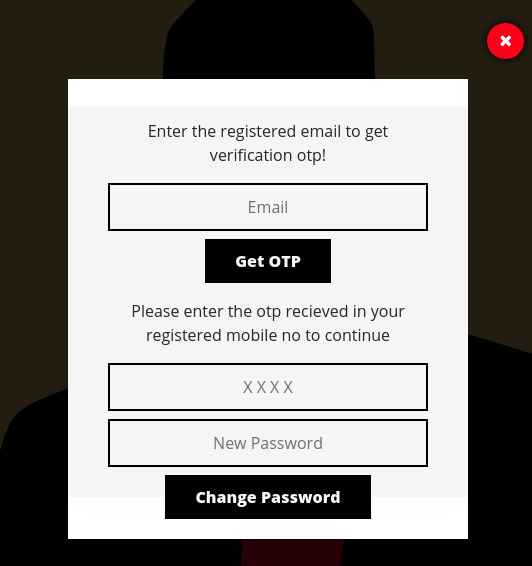 Enter the registered email to get
verification otp!
Email
Get OTP
Please enter the otp recieved in your
registered mobile no to continue
X X X X
New Password
Change Password